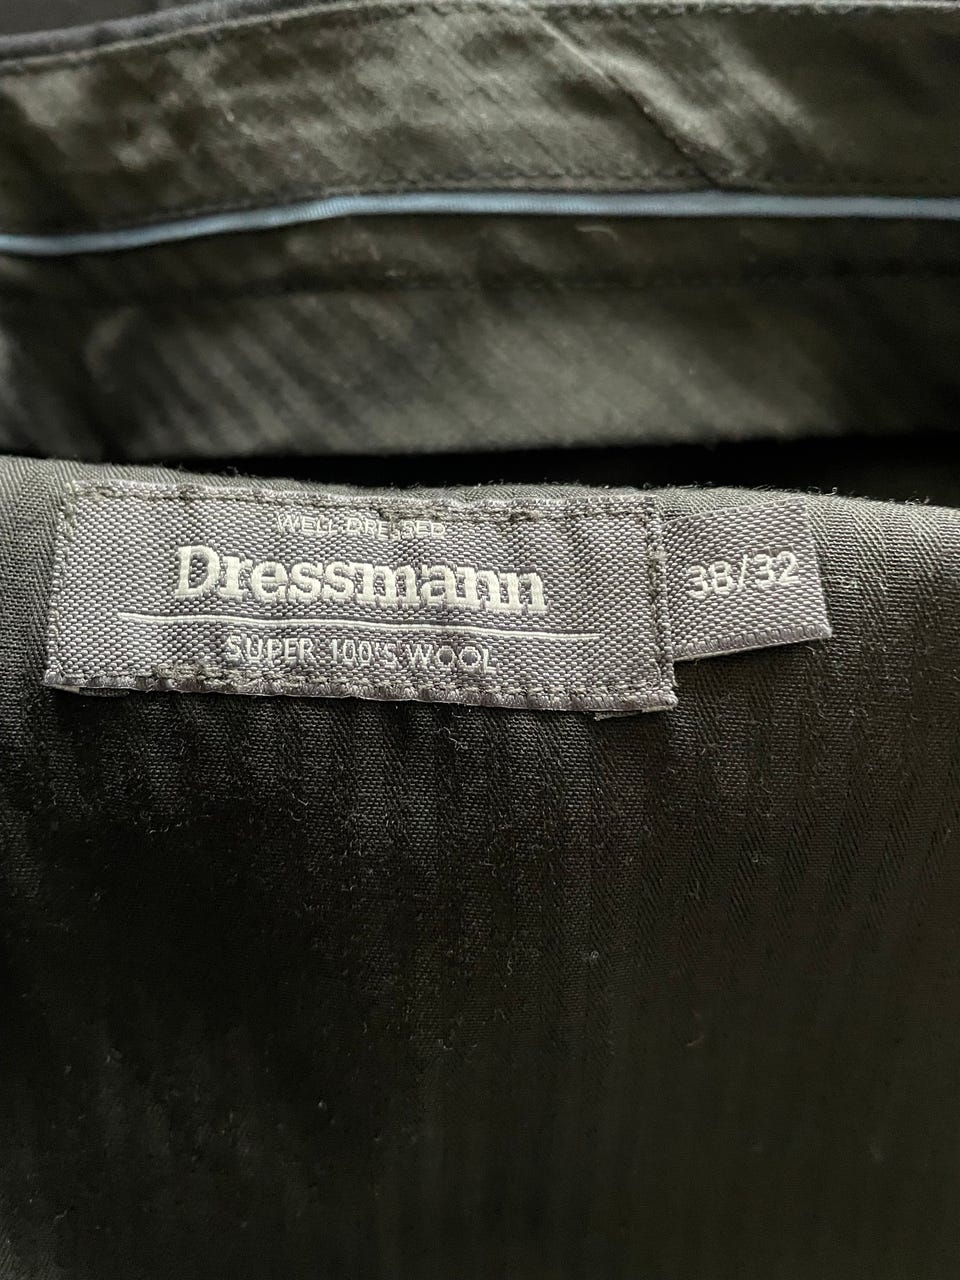 WELL DRESSED
Dressmann
SUPER 100'S WOOL
38/32